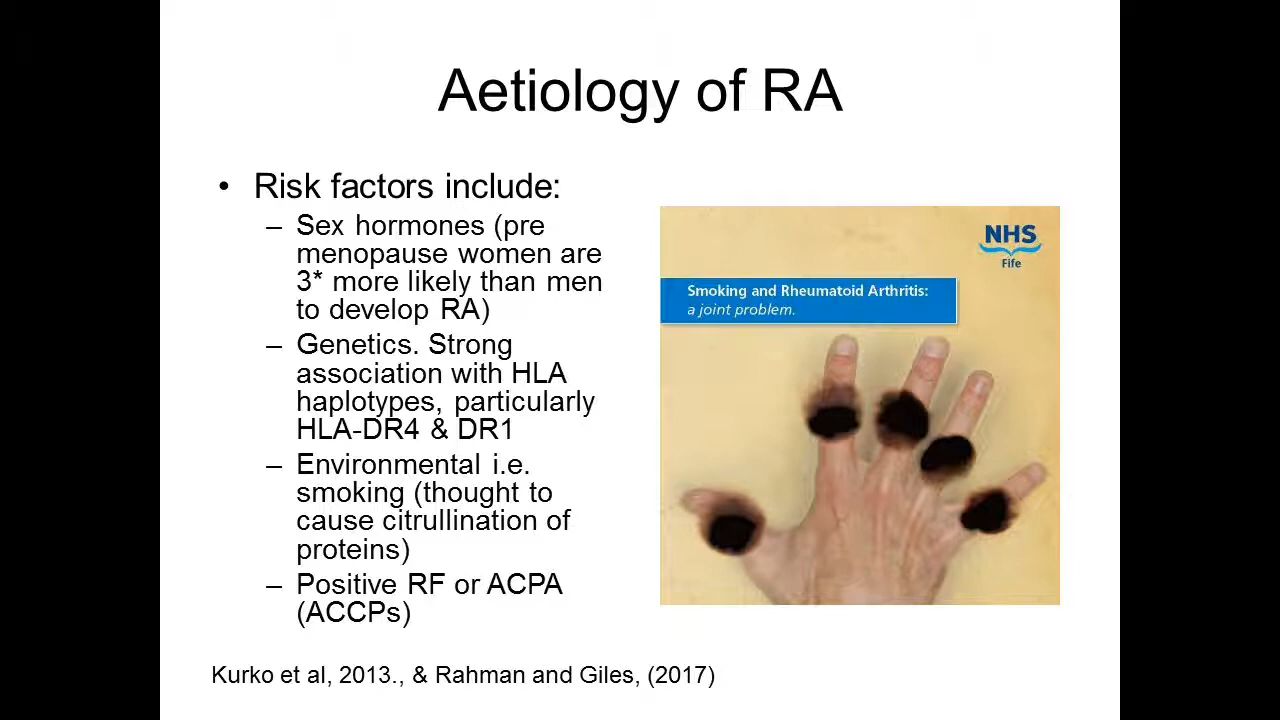 Aetiology of RA
• Risk factors include:
– Sex hormones (pre
menopause women are
3* more likely than men
to develop RA)
– Genetics. Strong
association with HLA
haplotypes, particularly
HLA-DR4 & DR1
– Environmental i.e.
smoking (thought to
cause citrullination of
proteins)
– Positive RF or ACPA
(ACCPs)
NHS
Fife
Smoking and Rheumatoid Arthritis:
a joint problem.
Kurko et al, 2013., & Rahman and Giles, (2017)